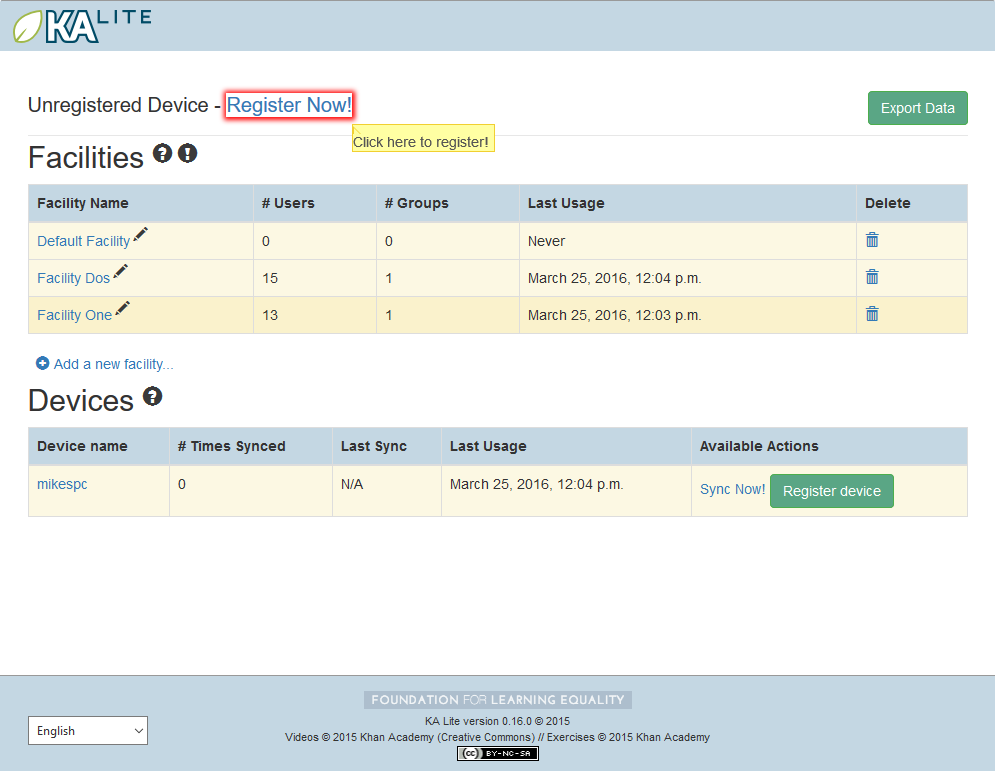 KA LITE
Unregistered Device - Register Now!
Export Data
Click here to register!
Facilities
Facility Name # Users # Groups Last Usage Delete
Default Facility 0 0 Never
Facility Dos 15 1 March 25, 2016, 12:04 p.m.
Facility One 13 1 March 25, 2016, 12:03 p.m.
Add a new facility...
Devices
Device name # Times Synced Last Sync Last Usage Available Actions
mikespc 0 N/A March 25, 2016, 12:04 p.m. Sync Now! Register device
FOUNDATION FOR LEARNING EQUALITY
KA Lite version 0.16.0 © 2015
English
Videos © 2015 Khan Academy (Creative Commons) // Exercises © 2015 Khan Academy
cc BY-NC-SA